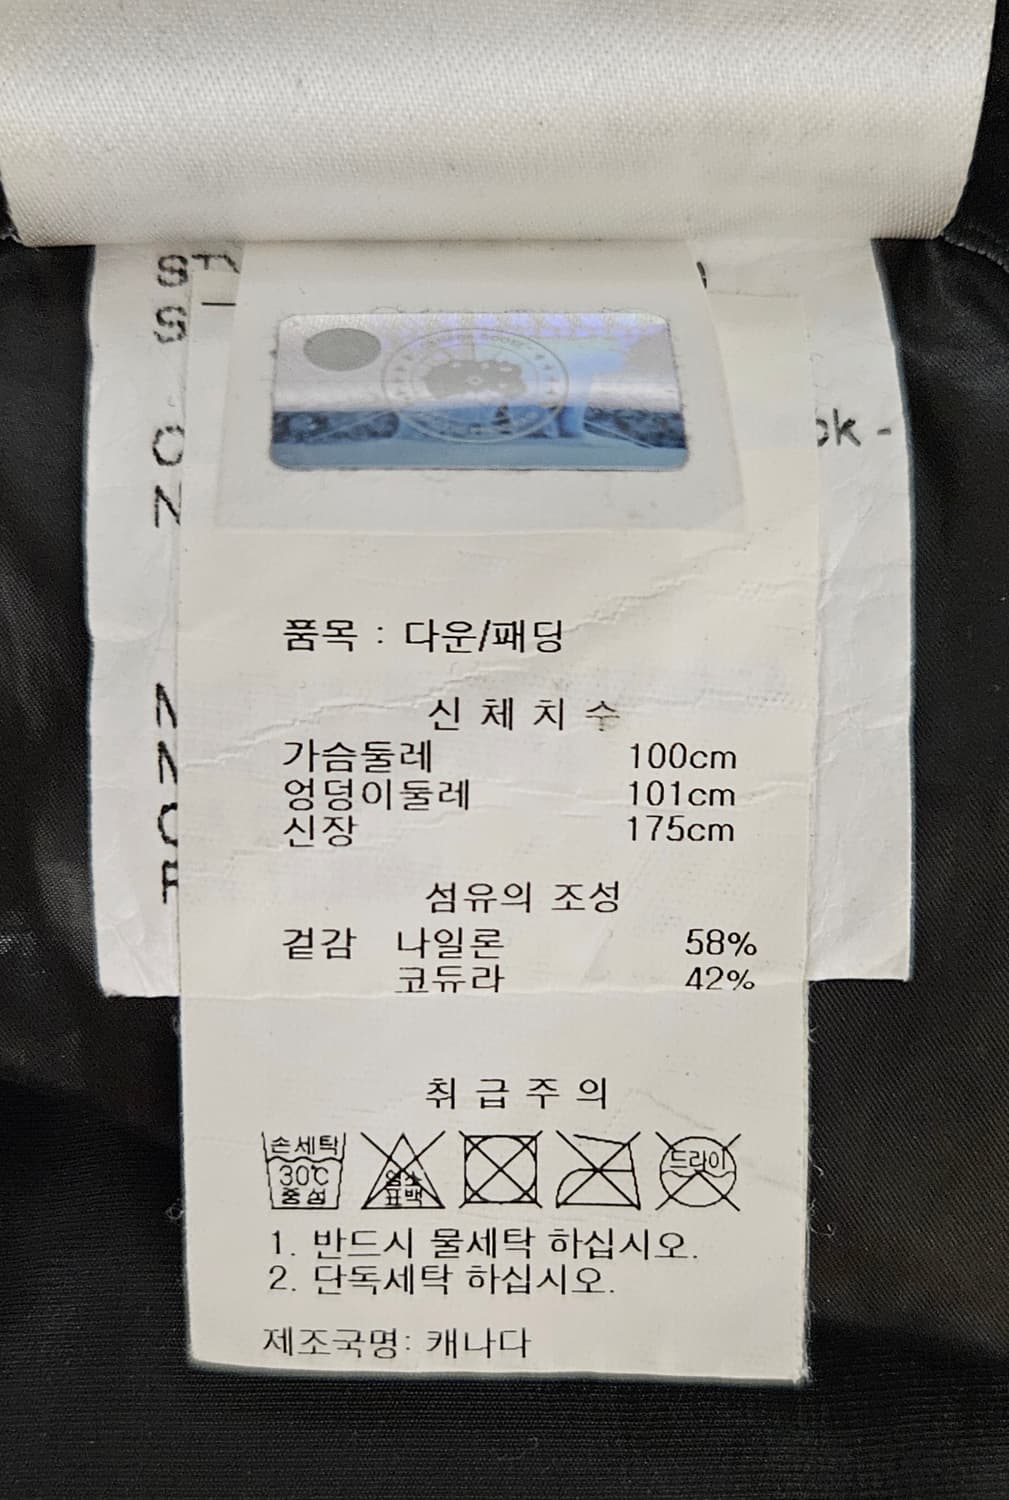 품목 : 다운/패딩
신 체 치 수
가슴둘레 100cm
엉덩이둘레 101cm
신장 175cm
섬유의 조성
겉감 나일론 58%
코듀라 42%
취 급 주 의
손세탁
30℃
중성
염소
표백
드라이
1. 반드시 물세탁 하십시오.
2. 단독세탁 하십시오.
제조국명: 캐나다